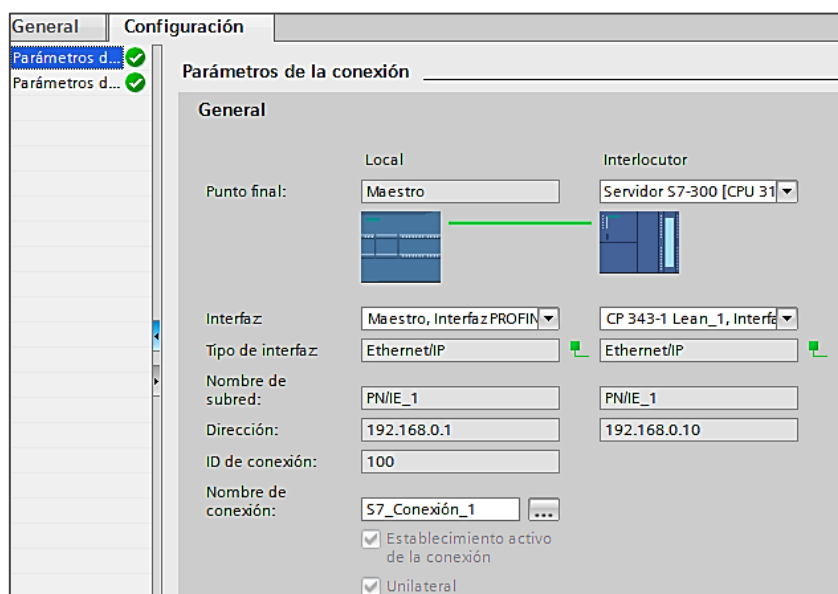 General
Configuración
Parámetros d...
Parámetros d...
Parámetros de la conexión
General
Local
Interlocutor
Punto final:
Maestro
Servidor S7-300 [CPU 31
Interfaz
Maestro, Interfaz PROFIN
CP 343-1 Lean_1, Interfa
Tipo de interfaz
Ethernet/IP
Ethernet/IP
Nombre de
subred:
PN/IE_1
PN/IE_1
Dirección:
192.168.0.1
192.168.0.10
ID de conexión:
100
Nombre de
conexión:
S7_Conexión_1
...
Establecimiento activo
de la conexión
Unilateral